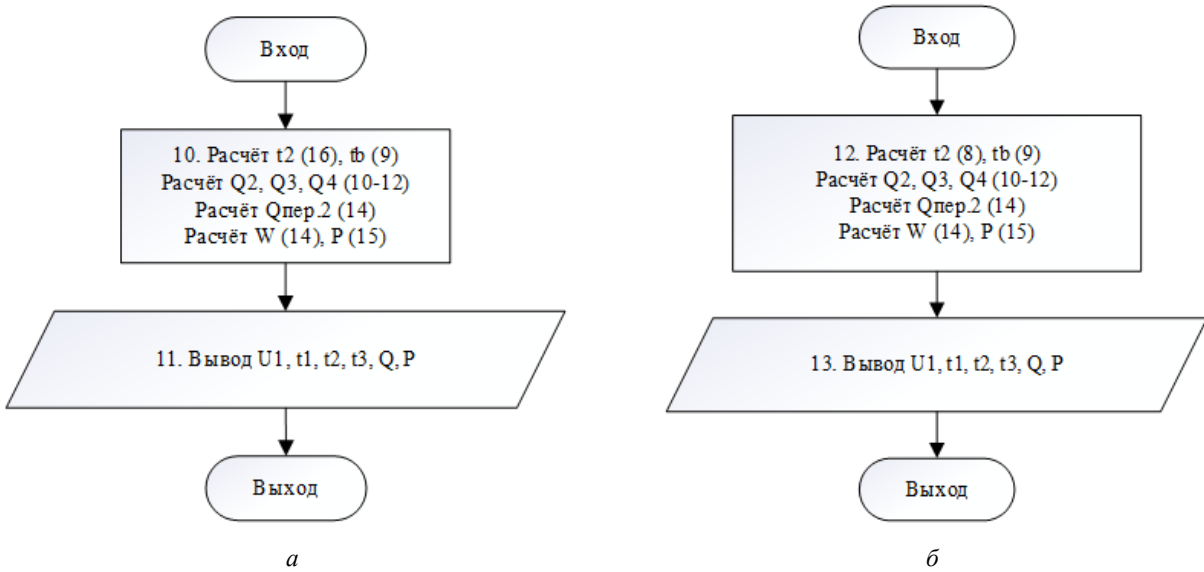 Вход
10. Расчёт t2 (16), tb (9)
Расчёт Q2, Q3, Q4 (10-12)
Расчёт Qпер.2 (14)
Расчёт W (14), P (15)
11. Вывод U1, t1, t2, t3, Q, P
Выход
а
Вход
12. Расчёт t2 (8), tb (9)
Расчёт Q2, Q3, Q4 (10-12)
Расчёт Qпер.2 (14)
Расчёт W (14), P (15)
13. Вывод U1, t1, t2, t3, Q, P
Выход
б